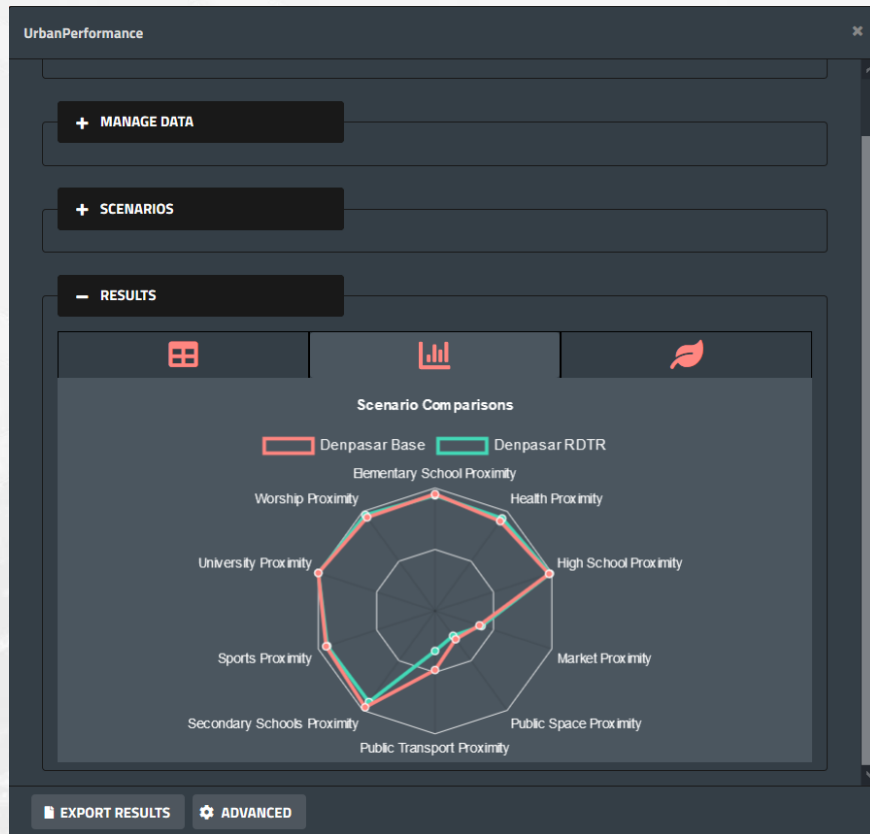 UrbanPerformance
MANAGE DATA
SCENARIOS
RESULTS
Scenario Comparisons
Denpasar Base
Denpasar RDTR
Elementary School Proximity
Worship Proximity
Health Proximity
University Proximity
High School Proximity
Sports Proximity
Market Proximity
Secondary Schools Proximity
Public Space Proximity
Public Transport Proximity
EXPORT RESULTS
ADVANCED